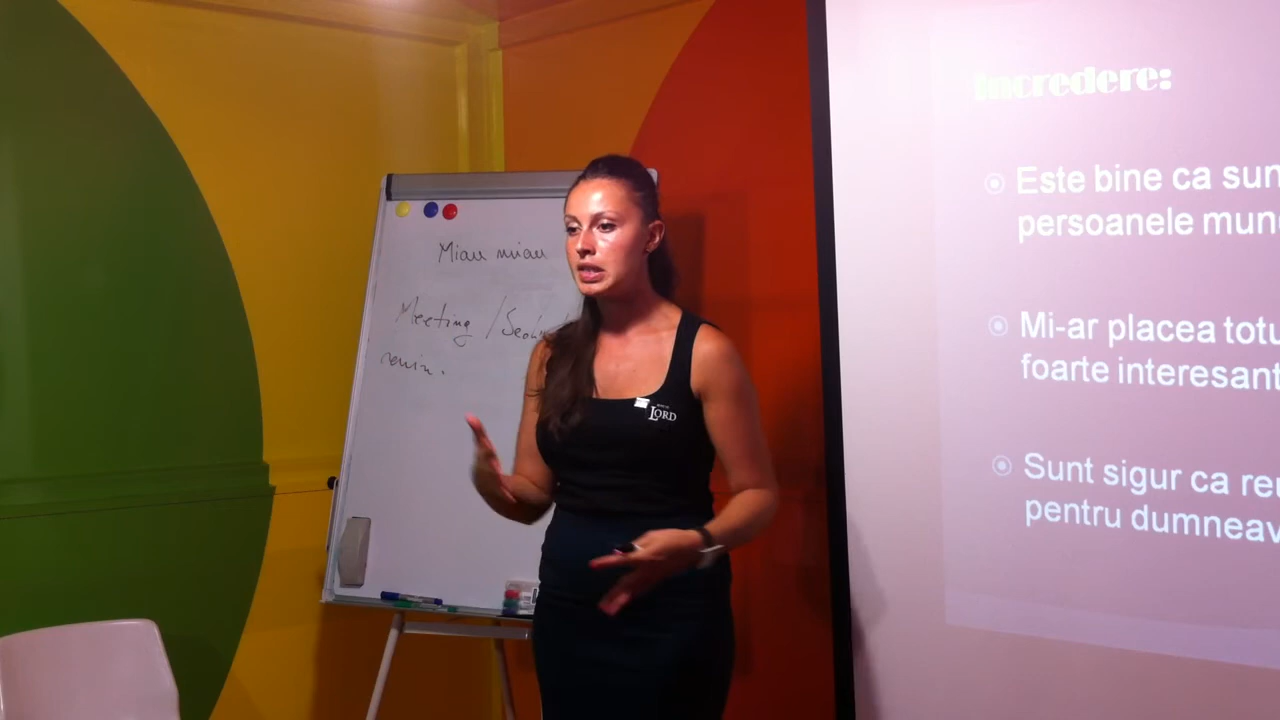 Miau miau
Meeting /
LORD
Incredere:
Este bine ca sun
persoanele mun
Mi-ar placea totu
foarte interesant
Sunt sigur ca re
pentru dumneav